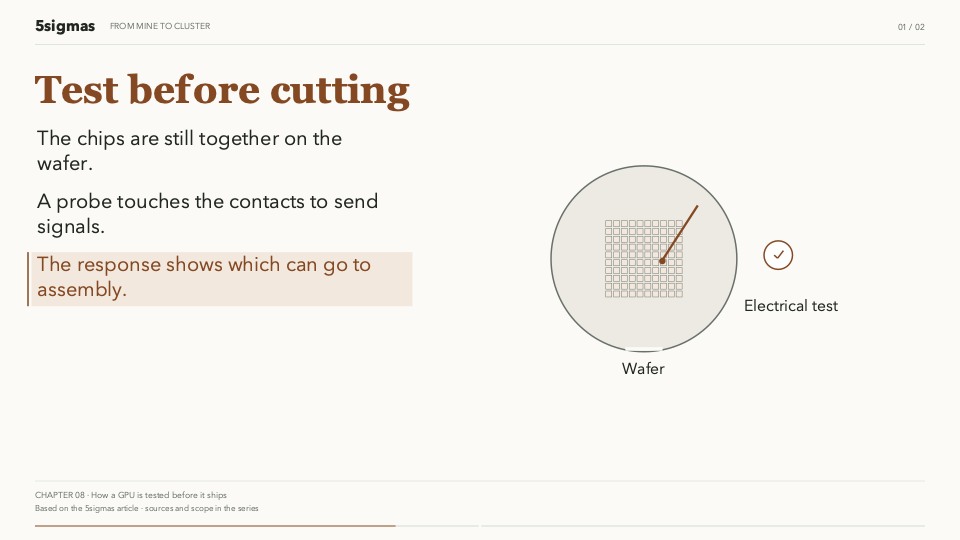 5sigmas
FROM MINE TO CLUSTER
01 / 02
Test before cutting
The chips are still together on the
wafer.
A probe touches the contacts to send
signals.
The response shows which can go to
assembly.
Electrical test
Wafer
CHAPTER 08 · How a GPU is tested before it ships
Based on the 5sigmas article · sources and scope in the series